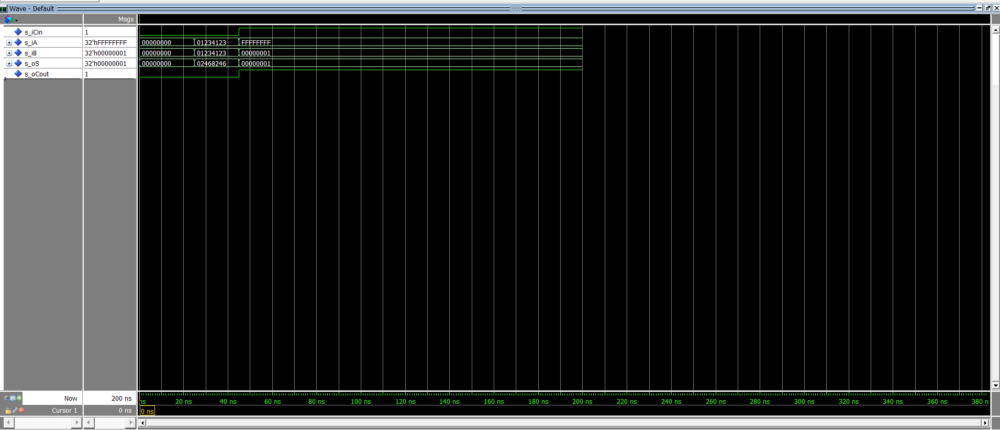 Wave - Default
Msgs
s_iCin 1
s_iA 32'hFFFFFFFF 00000000 01234123 FFFFFFFF
s_iB 32'h00000001 00000000 01234123 00000001
s_oS 32'h00000001 00000000 02468246 00000001
s_oCout 1
Now 200 ns ns 20 ns 40 ns 60 ns 80 ns 100 ns 120 ns 140 ns 160 ns 180 ns 200 ns 220 ns 240 ns 260 ns 280 ns 300 ns 320 ns 340 ns 360 ns 380 n
Cursor 1 0 ns 0 ns